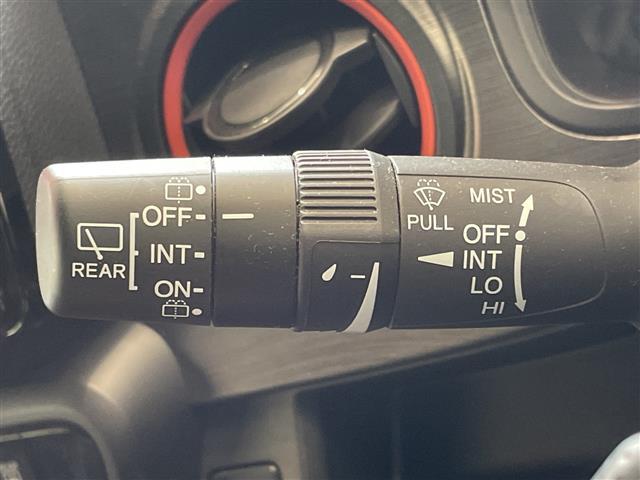 OFF
INT
ON
REAR
PULL
MIST
OFF
INT
LO
HI